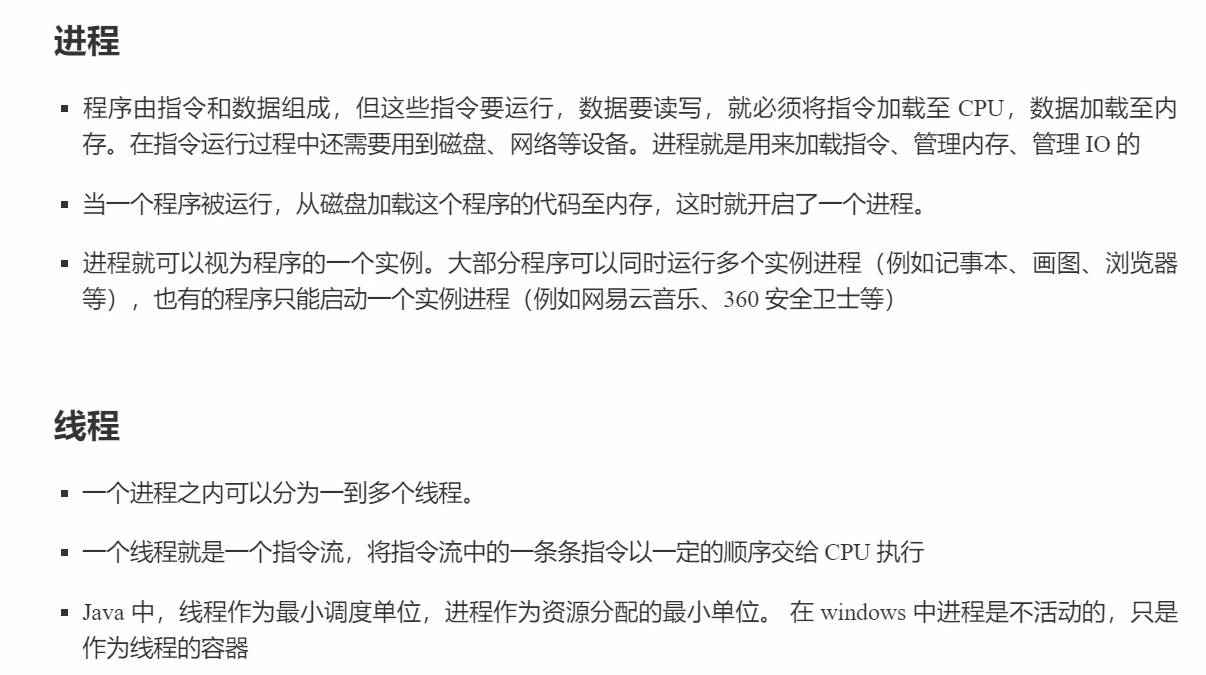 进程
程序由指令和数据组成，但这些指令要运行，数据要读写，就必须将指令加载至 CPU，数据加载至内
存。在指令运行过程中还需要用到磁盘、网络等设备。进程就是用来加载指令、管理内存、管理 IO 的
当一个程序被运行，从磁盘加载这个程序的代码至内存，这时就开启了一个进程。
进程就可以视为程序的一个实例。大部分程序可以同时运行多个实例进程（例如记事本、画图、浏览器
等），也有的程序只能启动一个实例进程（例如网易云音乐、360 安全卫士等）
线程
一个进程之内可以分为一到多个线程。
一个线程就是一个指令流，将指令流中的一条条指令以一定的顺序交给 CPU 执行
Java 中，线程作为最小调度单位，进程作为资源分配的最小单位。 在 windows 中进程是不活动的，只是
作为线程的容器